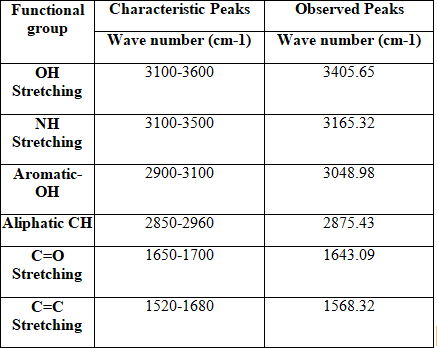 Functional group Characteristic Peaks Observed Peaks
Wave number (cm-1) Wave number (cm-1)
OH Stretching 3100-3600 3405.65
NH Stretching 3100-3500 3165.32
Aromatic-OH 2900-3100 3048.98
Aliphatic CH 2850-2960 2875.43
C=O Stretching 1650-1700 1643.09
C=C Stretching 1520-1680 1568.32